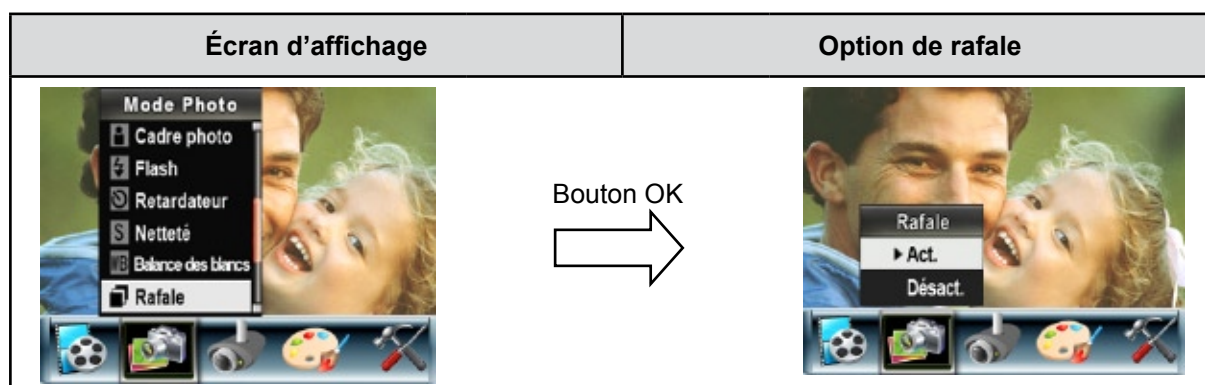 Écran d’affichage
Option de rafale
Mode Photo
Cadre photo
Flash
Retardateur
S Netteté
WB Balance des blancs
Rafale
Bouton OK
Rafale
Act.
Désact.